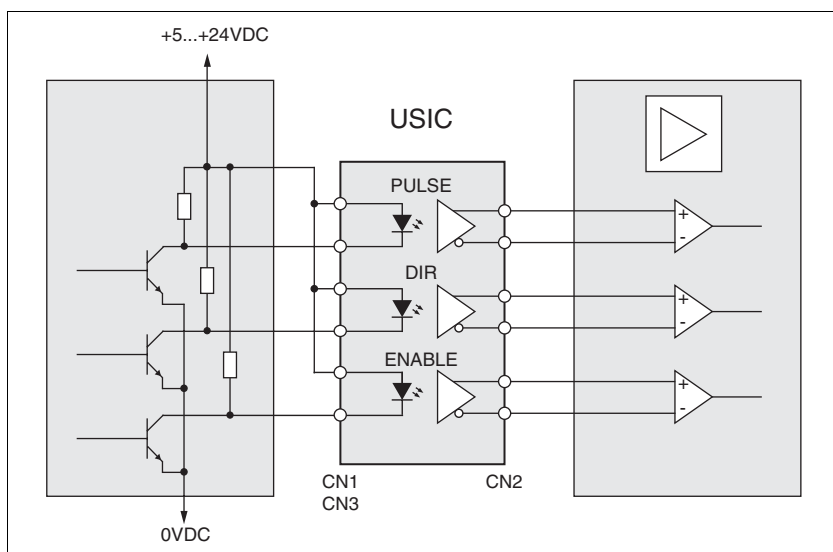 +5...+24VDC
USIC
PULSE
+
-
DIR
+
-
ENABLE
+
-
CN1
CN3
CN2
0VDC